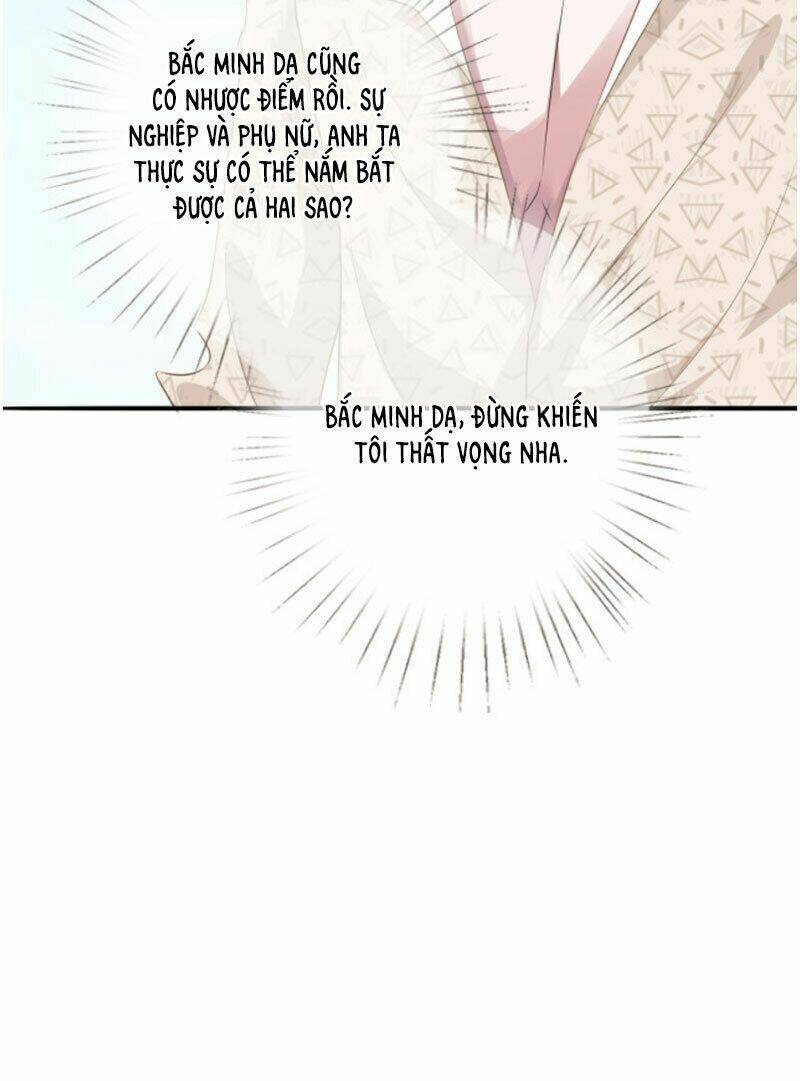 BẮC MINH DẠ CŨNG
CÓ NHƯỢC ĐIỂM RỒI. SỰ
NGHIỆP VÀ PHỤ NỮ, ANH TA
THỰC SỰ CÓ THỂ NẮM BẮT
ĐƯỢC CẢ HAI SAO?
BẮC MINH DẠ, ĐỪNG KHIẾN
TÔI THẤT VỌNG NHA.